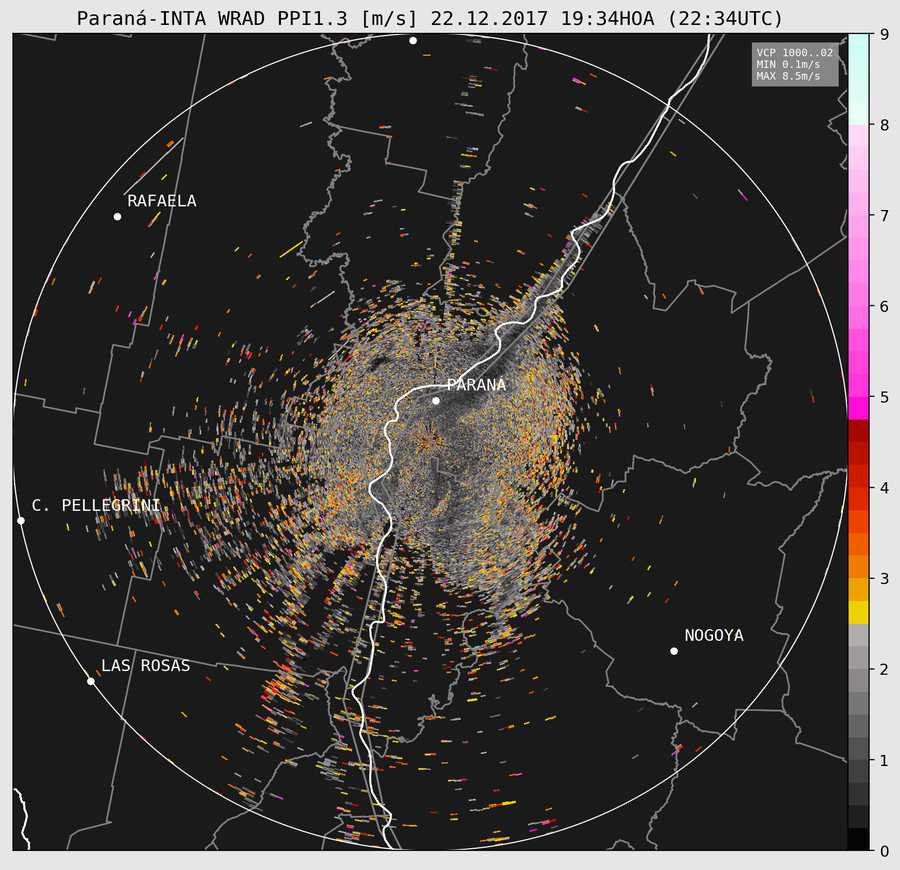 Paraná-INTA WRAD PPI1.3 [m/s] 22.12.2017 19:34HOA (22:34UTC)
VCP 1000..02
MIN 0.1m/s
MAX 8.5m/s
RAFAELA
PARANA
C. PELLEGRINI
NOGOYA
LAS ROSAS
9
8
7
6
5
4
3
2
1
0